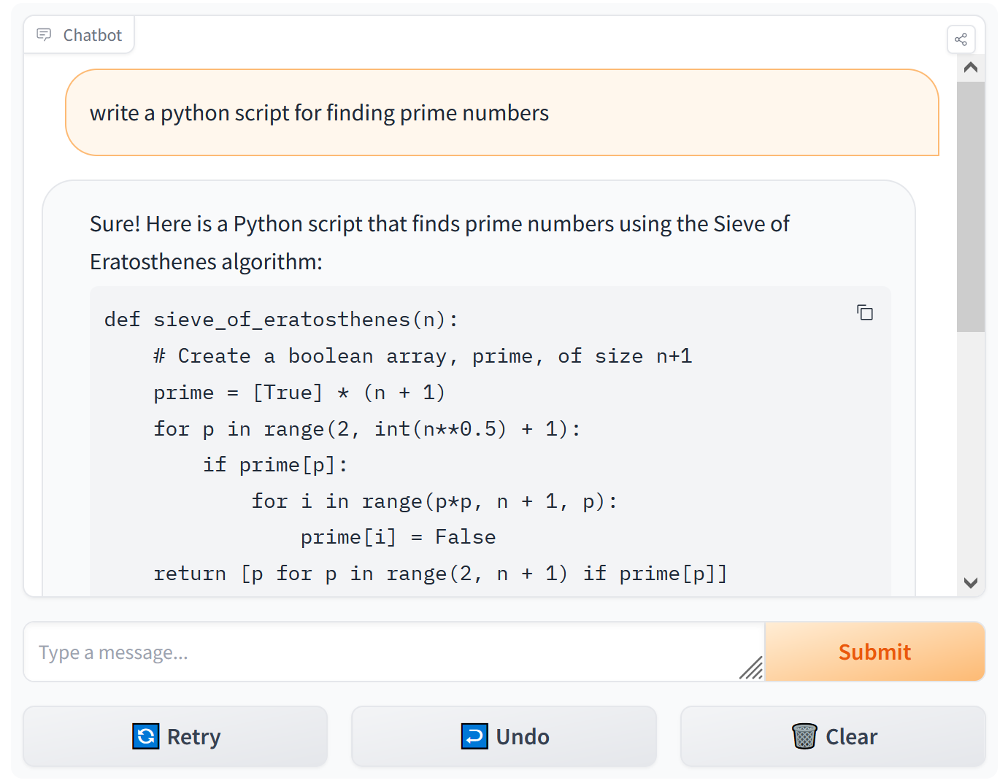 Chatbot
write a python script for finding prime numbers
Sure! Here is a Python script that finds prime numbers using the Sieve of
Eratosthenes algorithm:
def sieve_of_eratosthenes(n):
    # Create a boolean array, prime, of size n+1
    prime = [True] * (n + 1)
    for p in range(2, int(n**0.5) + 1):
        if prime[p]:
            for i in range(p*p, n + 1, p):
                prime[i] = False
    return [p for p in range(2, n + 1) if prime[p]]
Type a message...
Submit
Retry
Undo
Clear